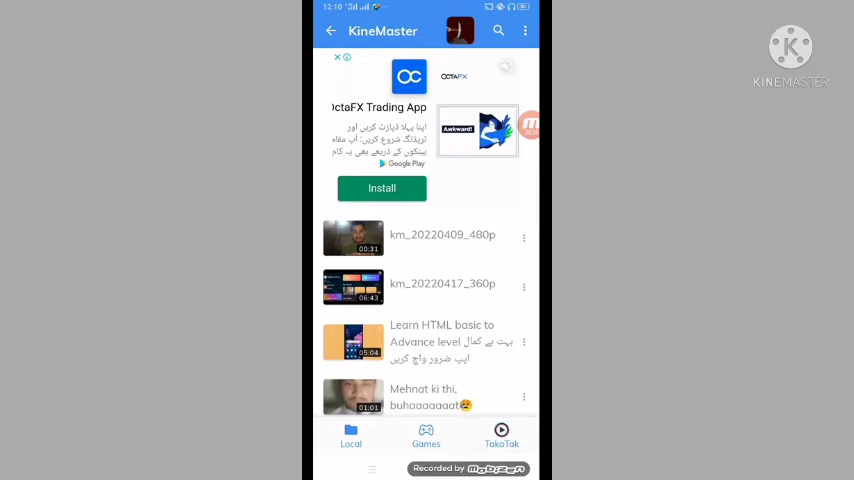 12:10
KineMaster
KINEMASTER
OCTAFX
OctaFX Trading App
اپنا پہلا ڈپازٹ کریں اور
ٹریڈنگ شروع کریں: آپ مقامی
بینکوں کے ذریعے بھی یہ کام
Awkward!
Google Play
Install
km_20220409_480p
00:31
km_20220417_360p
06:43
Learn HTML basic to
Advance level بہت ہے کمال
اپپ ضرور واچ کریں
05:04
Mehnat ki thi,
buhaaaaaaat😥
01:01
Local
Games
TakaTak
Recorded by mobizen